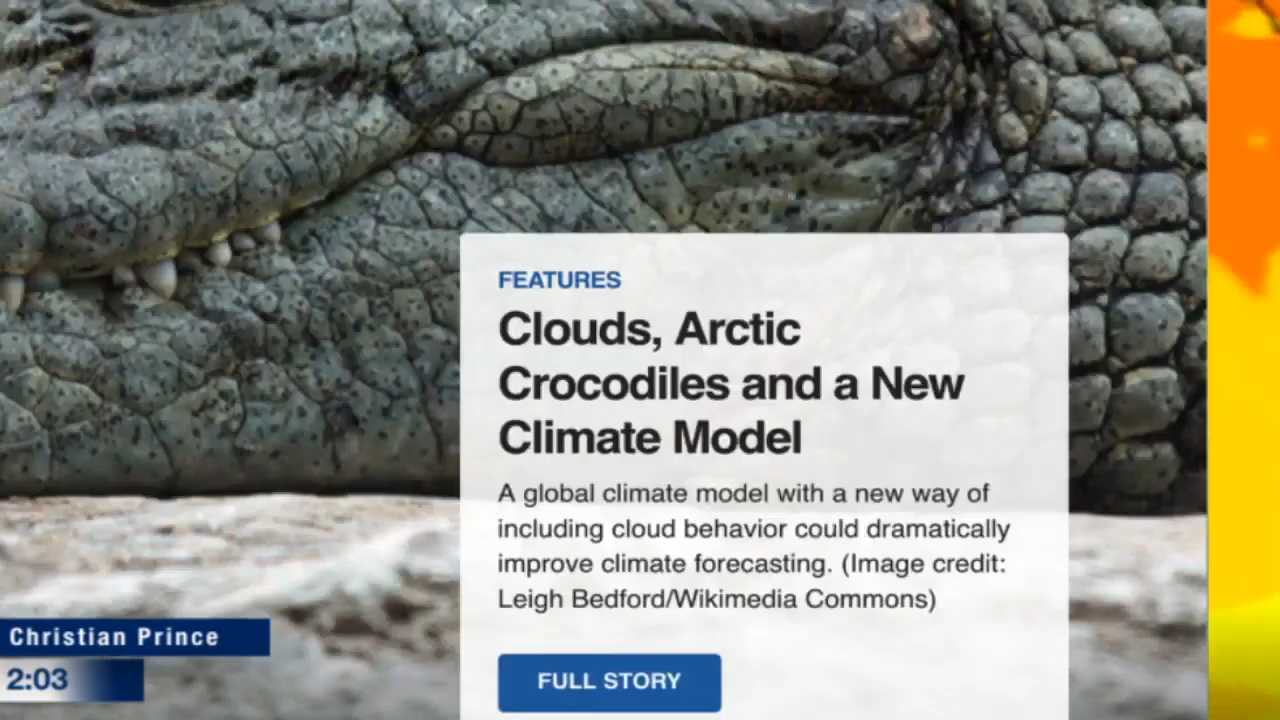 FEATURES
Clouds, Arctic
Crocodiles and a New
Climate Model
A global climate model with a new way of
including cloud behavior could dramatically
improve climate forecasting. (Image credit:
Leigh Bedford/Wikimedia Commons)
FULL STORY
Christian Prince
2:03